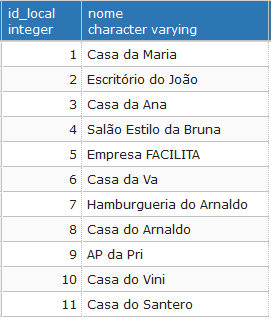 id_local nome
integer character varying
1 Casa da Maria
2 Escritório do João
3 Casa da Ana
4 Salão Estilo da Bruna
5 Empresa FACILITA
6 Casa da Va
7 Hamburgueria do Arnaldo
8 Casa do Arnaldo
9 AP da Pri
10 Casa do Vini
11 Casa do Santero